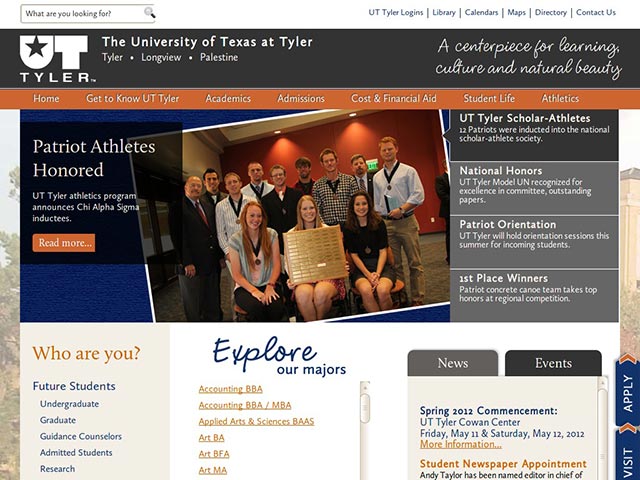 What are you looking for?
UT Tyler Logins | Library | Calendars | Maps | Directory | Contact Us
UT TYLER™
The University of Texas at Tyler
Tyler • Longview • Palestine
A centerpiece for learning,
culture and natural beauty
Home Get to Know UT Tyler Academics Admissions Cost & Financial Aid Student Life Athletics
Patriot Athletes
Honored
UT Tyler athletics program
announces Chi Alpha Sigma
inductees.
Read more...
UT Tyler Scholar-Athletes
12 Patriots were inducted into the national
scholar-athlete society.
National Honors
UT Tyler Model UN recognized for
excellence in committee, outstanding
papers.
Patriot Orientation
UT Tyler will hold orientation sessions this
summer for incoming students.
1st Place Winners
Patriot concrete canoe team takes top
honors at regional competition.
Who are you?
Future Students
Undergraduate
Graduate
Guidance Counselors
Admitted Students
Research
Explore
our majors
Accounting BBA
Accounting BBA / MBA
Applied Arts & Sciences BAAS
Art BA
Art BFA
Art MA
News Events
Spring 2012 Commencement:
UT Tyler Cowan Center
Friday, May 11 & Saturday, May 12, 2012
More Information...
Student Newspaper Appointment
Andy Taylor has been named editor in chief of
APPLY
VISIT